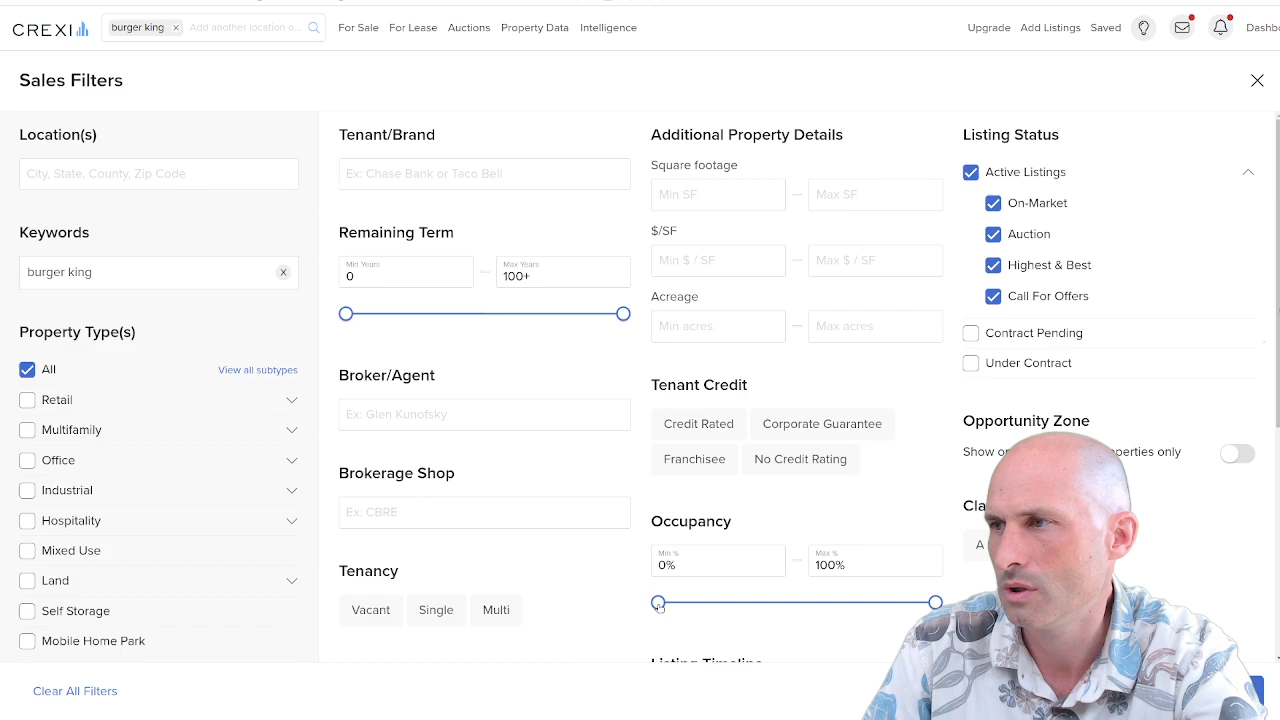 CREXI
burger king ×
Add another location o...
For Sale
For Lease
Auctions
Property Data
Intelligence
Upgrade
Add Listings
Saved
Sales Filters
Location(s)
City, State, County, Zip Code
Keywords
burger king
X
Property Type(s)
All
View all subtypes
Retail
Multifamily
Office
Industrial
Hospitality
Mixed Use
Land
Self Storage
Mobile Home Park
Clear All Filters
Tenant/Brand
Ex: Chase Bank or Taco Bell
Remaining Term
Min Years
0
Max Years
100+
Broker/Agent
Ex: Glen Kunofsky
Brokerage Shop
Ex: CBRE
Tenancy
Vacant
Single
Multi
Additional Property Details
Square footage
Min SF
Max SF
$/SF
Min $ / SF
Max $ / SF
Acreage
Min acres
Max acres
Tenant Credit
Credit Rated
Corporate Guarantee
Franchisee
No Credit Rating
Occupancy
Min %
0%
Max %
100%
Listing Timeline
Listing Status
Active Listings
On-Market
Auction
Highest & Best
Call For Offers
Contract Pending
Under Contract
Opportunity Zone
A